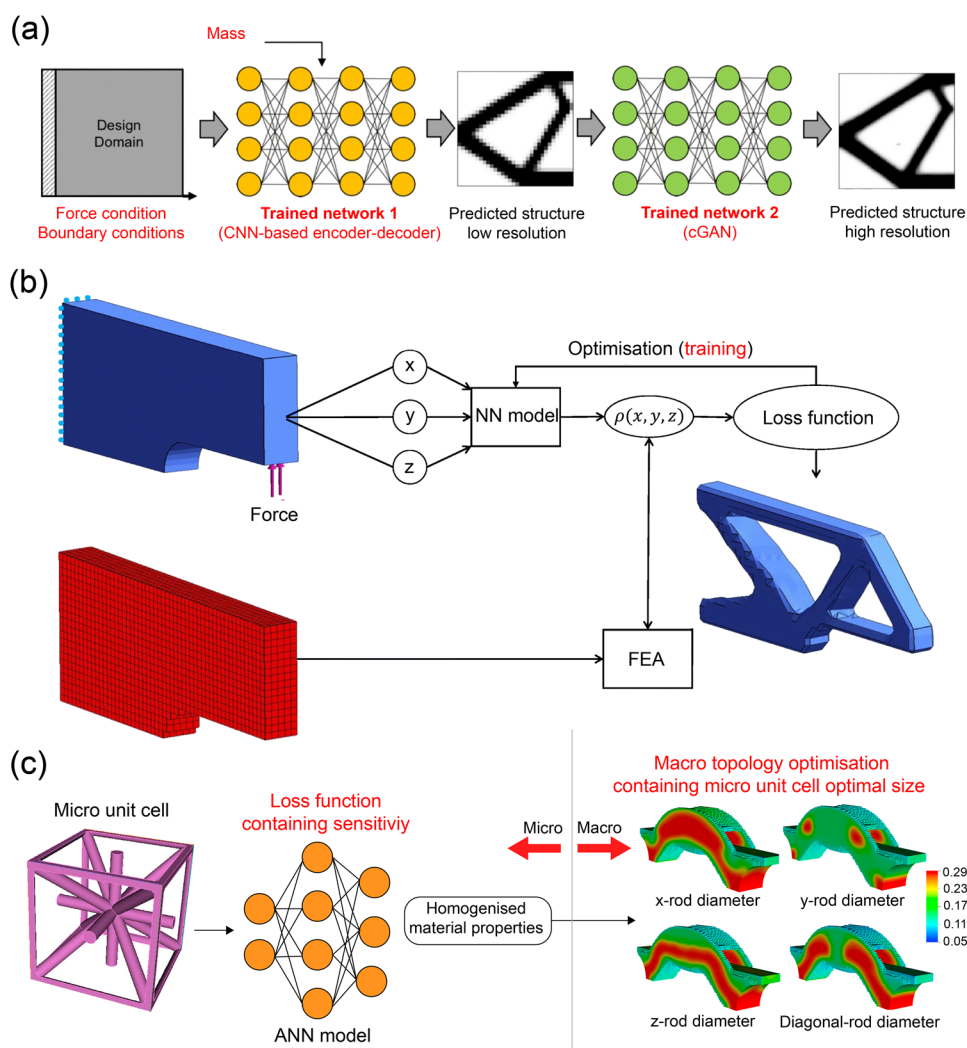 (a)
Mass
Design
Domain
Force condition
Boundary conditions
Trained network 1
(CNN-based encoder-decoder)
Predicted structure
low resolution
Trained network 2
(cGAN)
Predicted structure
high resolution
(b)
Optimisation (training)
x
y
z
NN model
ρ(x, y, z)
Loss function
Force
FEA
(c)
Micro unit cell
Loss function
containing sensitiviy
ANN model
Homogenised
material properties
Micro
Macro
Macro topology optimisation
containing micro unit cell optimal size
x-rod diameter
y-rod diameter
z-rod diameter
Diagonal-rod diameter
0.29
0.23
0.17
0.11
0.05